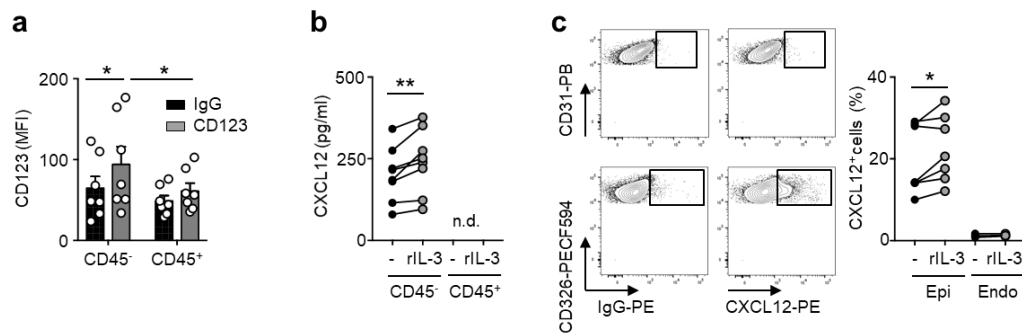 a
b
c
CD123 (MFI)
200
100
0
*
*
IgG
CD123
CD45-
CD45+
CXCL12 (pg/ml)
500
250
0
**
n.d.
- rIL-3 - rIL-3
CD45- CD45+
CD31-PB
CD326-PECF594
IgG-PE
CXCL12-PE
CXCL12+cells (%)
40
20
0
*
- rIL-3 - rIL-3
Epi Endo